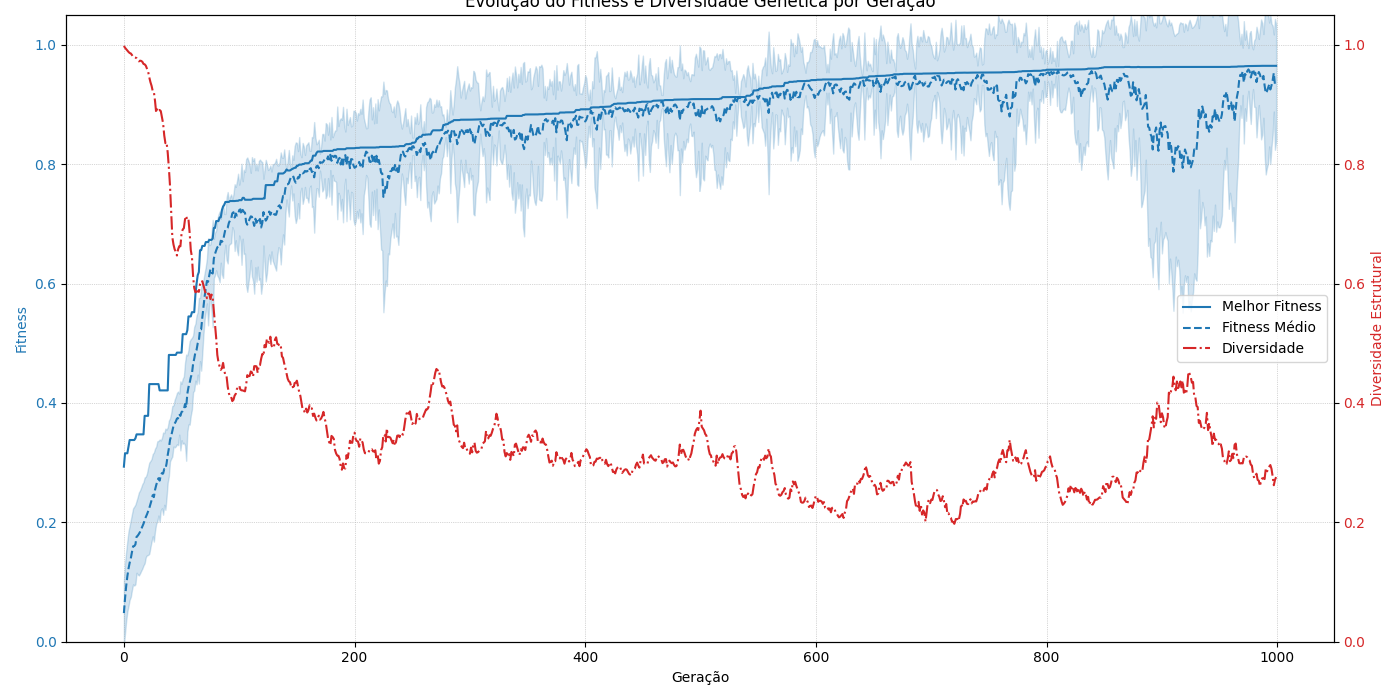 Evolução do Fitness e Diversidade Genética por Geração
1.0
0.8
0.6
0.4
0.2
0.0
Fitness
0
200
400
600
800
1000
Geração
1.0
0.8
0.6
0.4
0.2
0.0
Diversidade Estrutural
Melhor Fitness
Fitness Médio
Diversidade